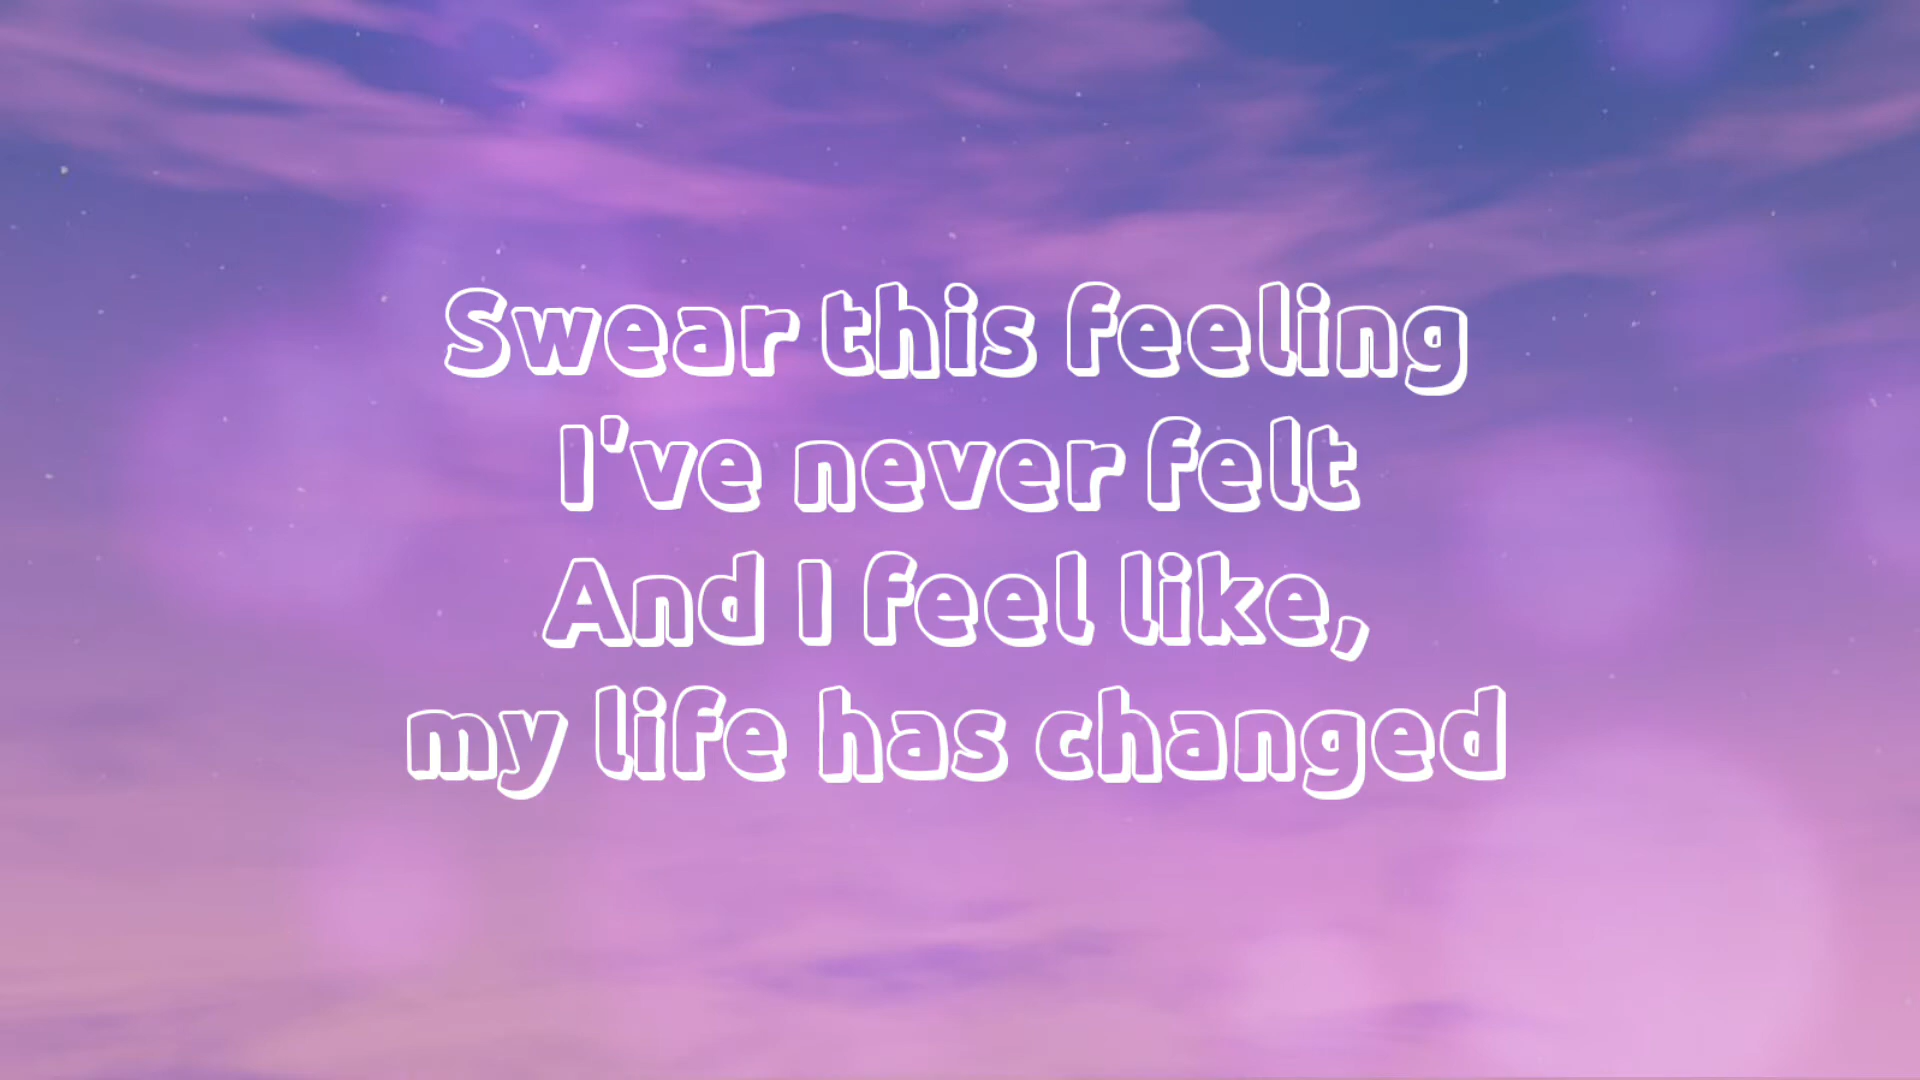 Swear this feeling
I've never felt
And I feel like,
my life has changed